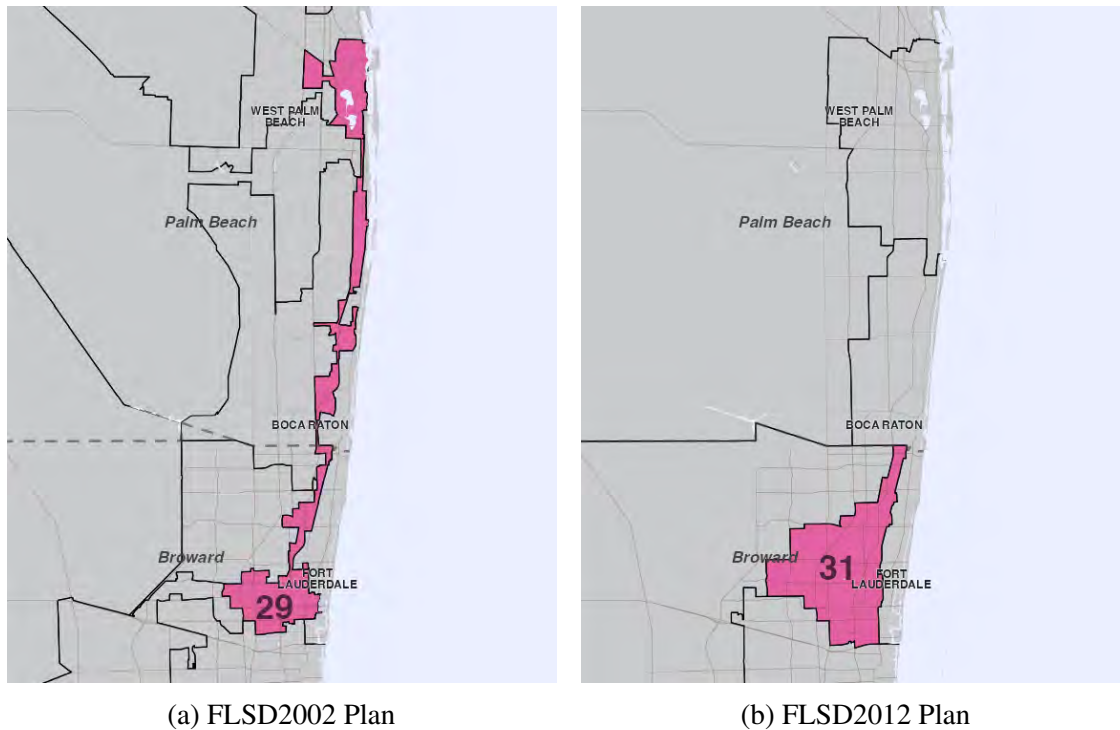 WEST PALM
BEACH
Palm Beach
BOCA RATON
Broward
FORT
LAUDERDALE
29
WEST PALM
BEACH
Palm Beach
BOCA RATON
Broward
31
FORT
LAUDERDALE
(a) FLSD2002 Plan
(b) FLSD2012 Plan